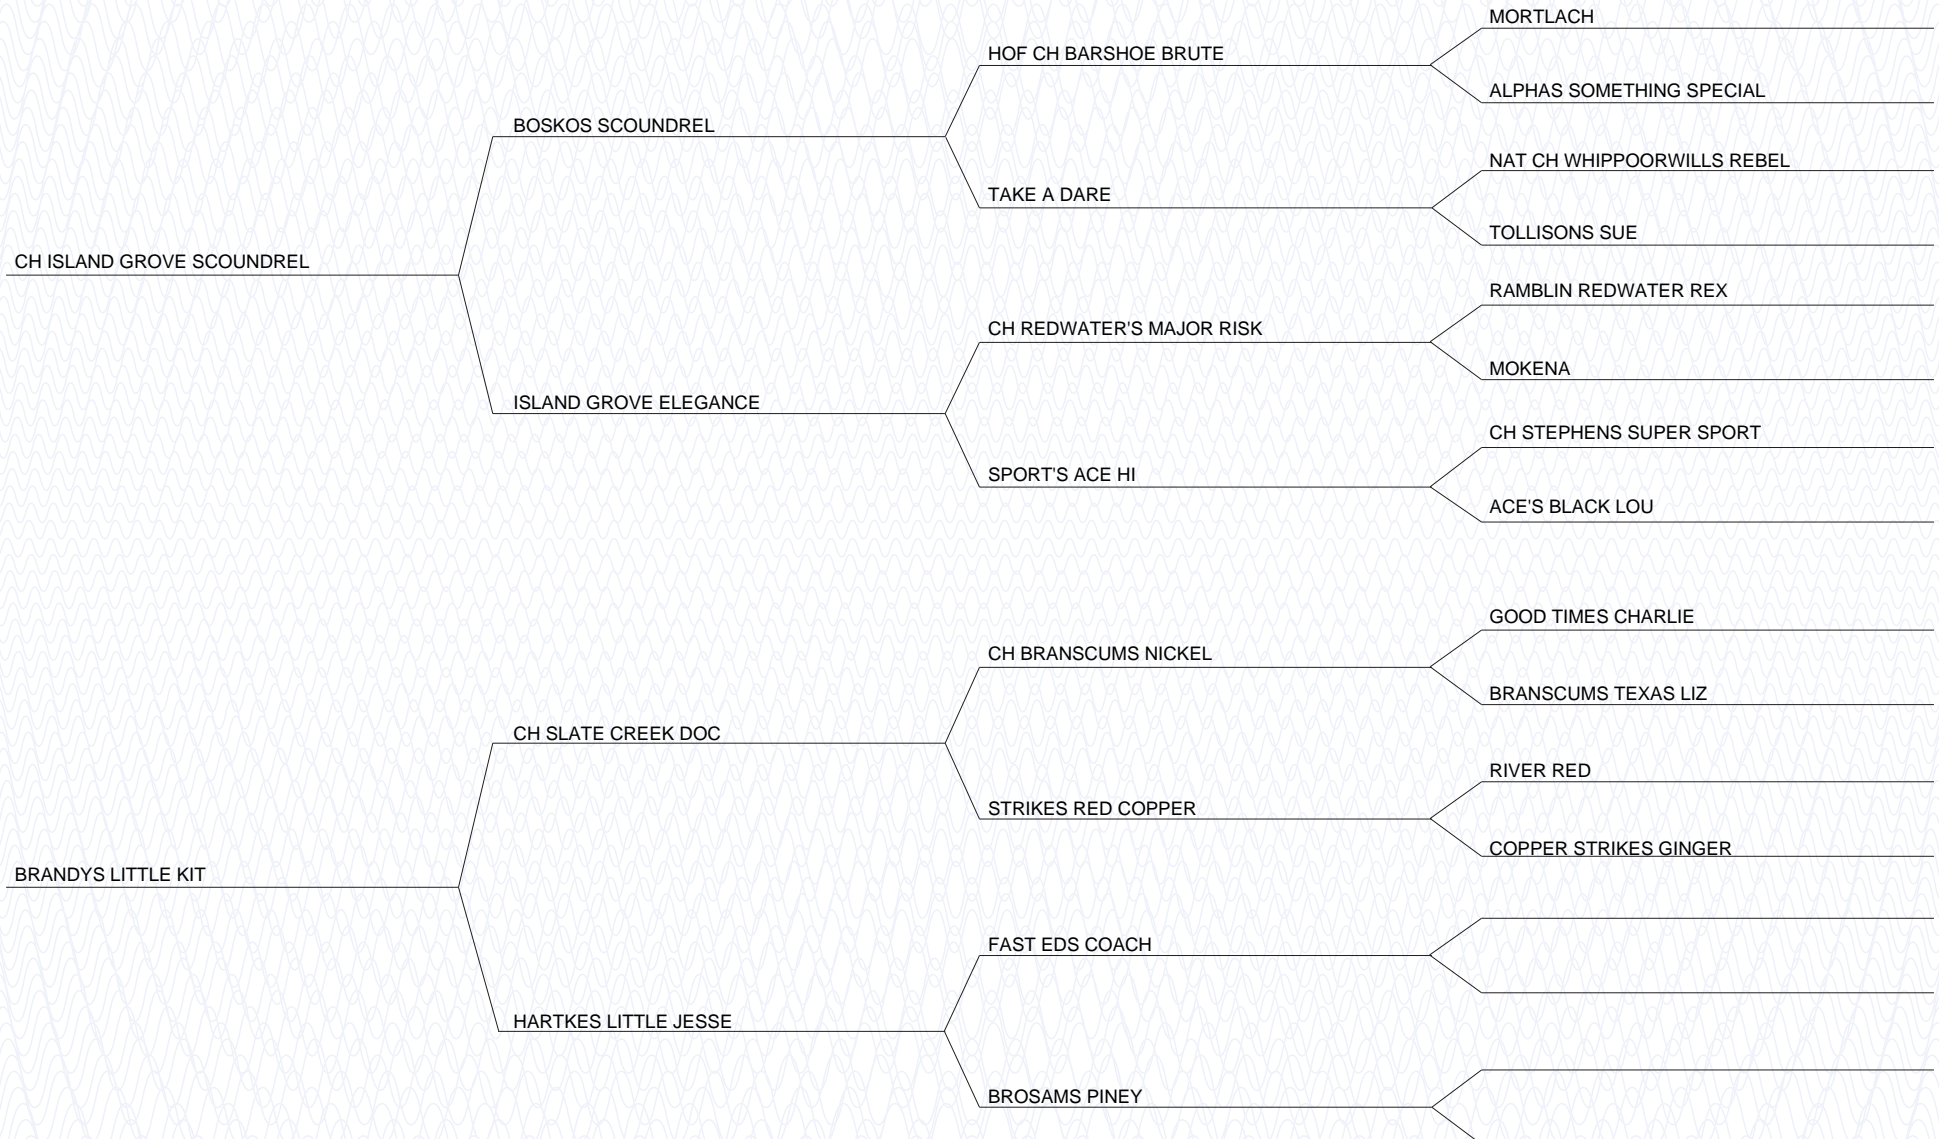 MORTLACH
HOF CH BARSHOE BRUTE
ALPHAS SOMETHING SPECIAL
BOSKOS SCOUNDREL
NAT CH WHIPPOORWILLS REBEL
TAKE A DARE
TOLLISONS SUE
CH ISLAND GROVE SCOUNDREL
RAMBLIN REDWATER REX
CH REDWATER'S MAJOR RISK
MOKENA
ISLAND GROVE ELEGANCE
CH STEPHENS SUPER SPORT
SPORT'S ACE HI
ACE'S BLACK LOU
GOOD TIMES CHARLIE
CH BRANSCUMS NICKEL
BRANSCUMS TEXAS LIZ
CH SLATE CREEK DOC
RIVER RED
STRIKES RED COPPER
COPPER STRIKES GINGER
BRANDYS LITTLE KIT
FAST EDS COACH
HARTKES LITTLE JESSE
BROSAMS PINEY